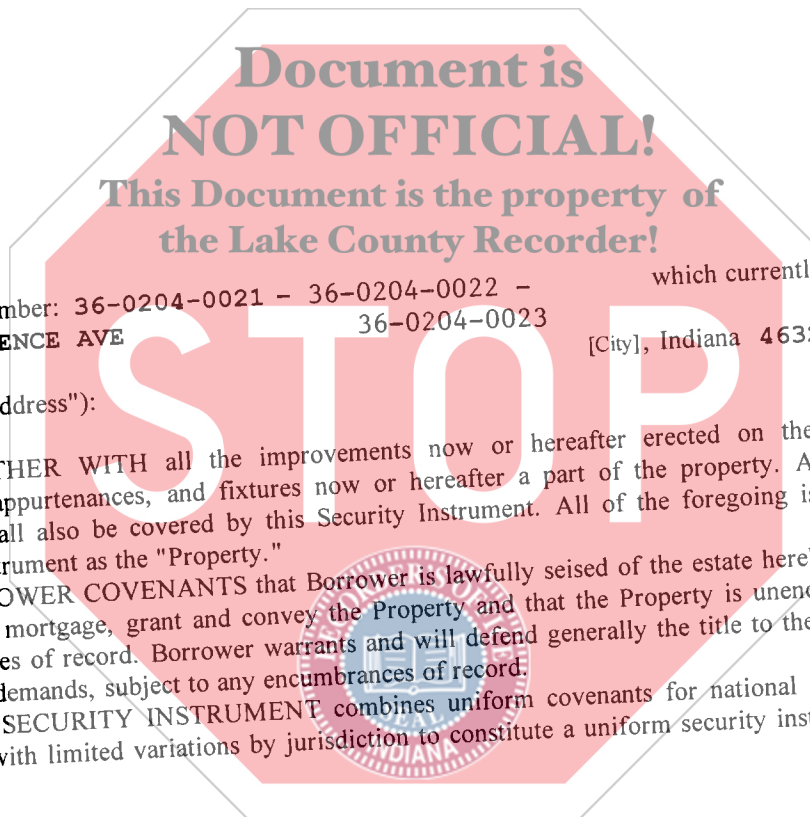 Document is
NOT OFFICIAL!
This Document is the property of
the Lake County Recorder!
mber: 36-0204-0021 - 36-0204-0022 - which currentl
ENCE AVE 36-0204-0023 [City], Indiana 463
ddress"):
STOP
THER WITH all the improvements now or hereafter erected on the
appurtenances, and fixtures now or hereafter a part of the property. A
all also be covered by this Security Instrument. All of the foregoing is
rument as the "Property."
OWER COVENANTS that Borrower is lawfully seised of the estate here
mortgage, grant and convey the Property and that the Property is unenc
es of record. Borrower warrants and will defend generally the title to the
demands, subject to any encumbrances of record.
SECURITY INSTRUMENT combines uniform covenants for national
with limited variations by jurisdiction to constitute a uniform security inst
SEAL
INDIANA